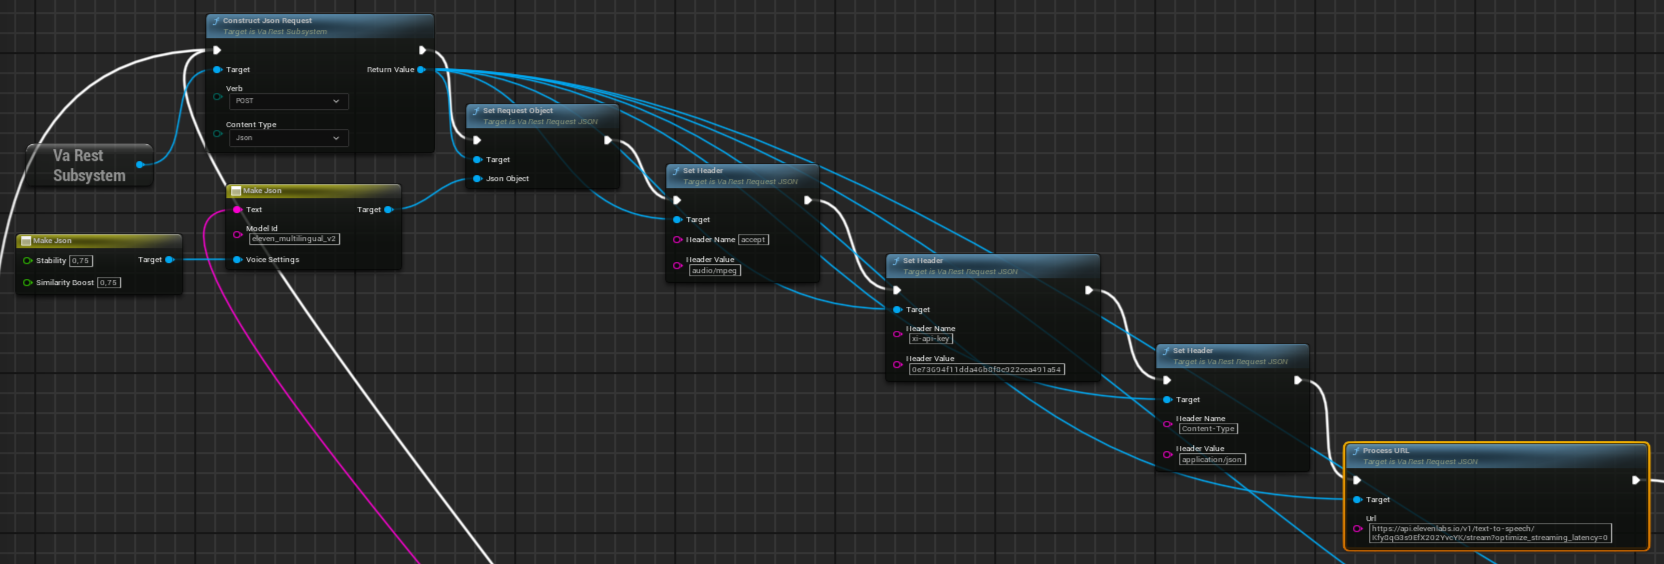 Construct Json Request
Target is Va Rest Subsystem
Target
Return Value
Verb
POST
Content Type
Json
Va Rest
Subsystem
Make Json
Text
Target
Model Id
eleven_multilingual_v2
Voice Settings
Make Json
Stability 0,75
Target
Similarity Boost 0,75
Set Request Object
Target is Va Rest Request JSON
Target
Json Object
Set Header
Target is Va Rest Request JSON
Target
Header Name accept
Header Value
audio/mpeg
Set Header
Target is Va Rest Request JSON
Target
Header Name
xi-api-key
Header Value
Set Header
Target is Va Rest Request JSON
Target
Header Name
Content-Type
Header Value
application/json
Process URL
Target is Va Rest Request JSON
Target
Url
https://api.elevenlabs.io/v1/text-to-speech/
/stream?optimize_streaming_latency=0